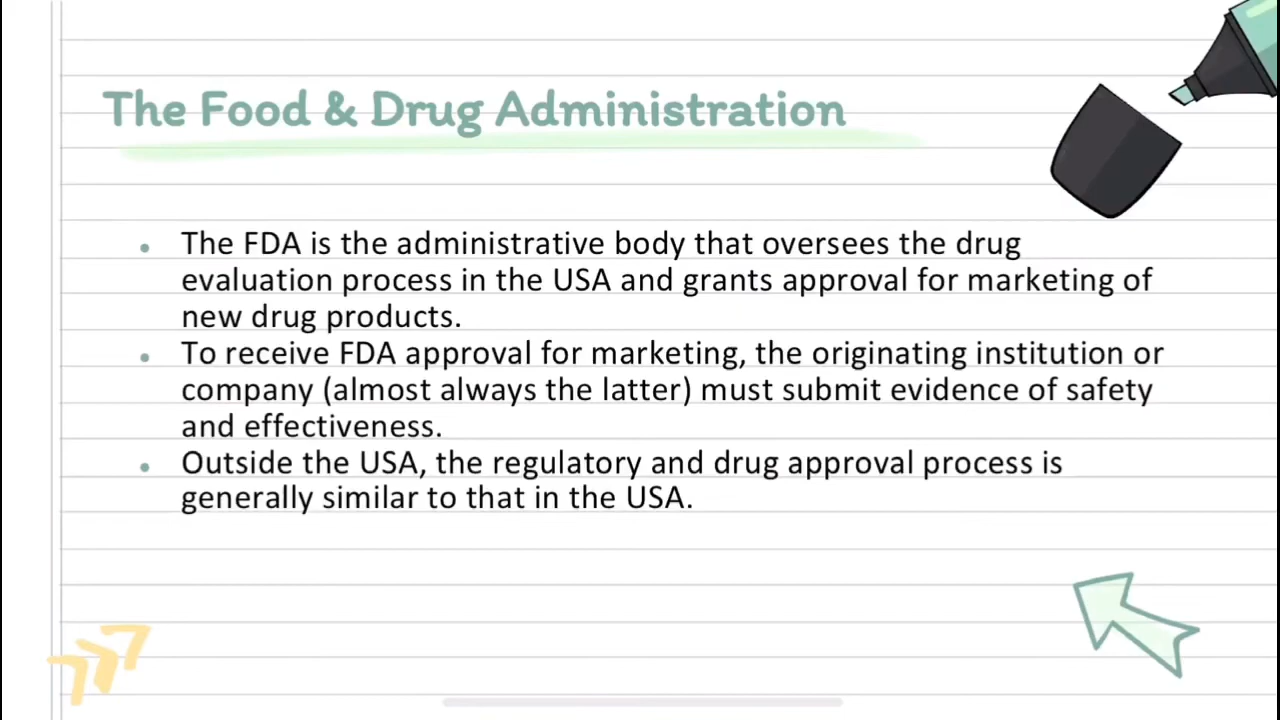 The Food & Drug Administration
The FDA is the administrative body that oversees the drug
evaluation process in the USA and grants approval for marketing of
new drug products.
To receive FDA approval for marketing, the originating institution or
company (almost always the latter) must submit evidence of safety
and effectiveness.
Outside the USA, the regulatory and drug approval process is
generally similar to that in the USA.